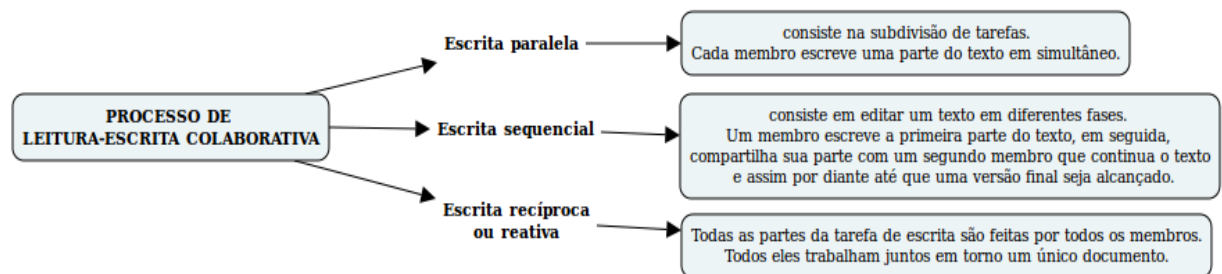 PROCESSO DE
LEITURA-ESCRITA COLABORATIVA
Escrita paralela
consiste na subdivisão de tarefas.
Cada membro escreve uma parte do texto em simultâneo.
Escrita sequencial
consiste em editar um texto em diferentes fases.
Um membro escreve a primeira parte do texto, em seguida,
compartilha sua parte com um segundo membro que continua o texto
e assim por diante até que uma versão final seja alcançado.
Escrita recíproca
ou reativa
Todas as partes da tarefa de escrita são feitas por todos os membros.
Todos eles trabalham juntos em torno um único documento.